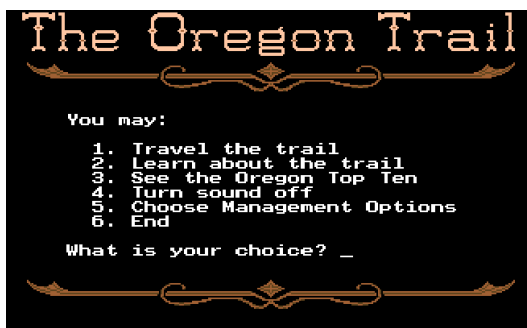 The Oregon Trail
You may:
1. Travel the trail
2. Learn about the trail
3. See the Oregon Top Ten
4. Turn sound off
5. Choose Management Options
6. End
What is your choice? _